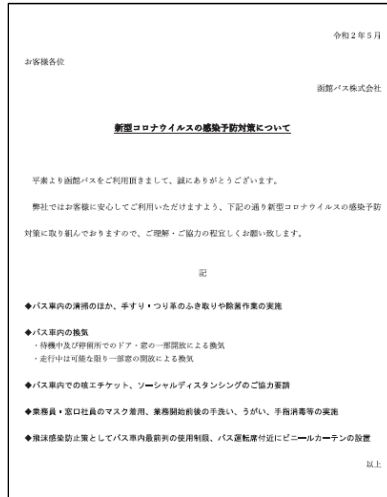 令和２年５月
お客様各位
函館バス株式会社
新型コロナウイルスの感染予防対策について
平素より函館バスをご利用頂きまして、誠にありがとうございます。
弊社ではお客様に安心してご利用いただけますよう、下記の通り新型コロナウイルスの感染予防
対策に取り組んでおりますので、ご理解・ご協力の程宜しくお願い致します。
記
◆バス車内の清掃のほか、手すり・つり革のふき取りや除菌作業の実施
◆バス車内の換気
・待機中及び停留所でのドア・窓の一部開放による換気
・走行中は可能な限り一部窓の開放による換気
◆バス車内での咳エチケット、ソーシャルディスタンシングのご協力要請
◆乗務員・窓口社員のマスク着用、業務開始前後の手洗い、うがい、手指消毒等の実施
◆飛沫感染防止策としてバス車内最前列の使用制限、バス運転席付近にビニールカーテンの設置
以上